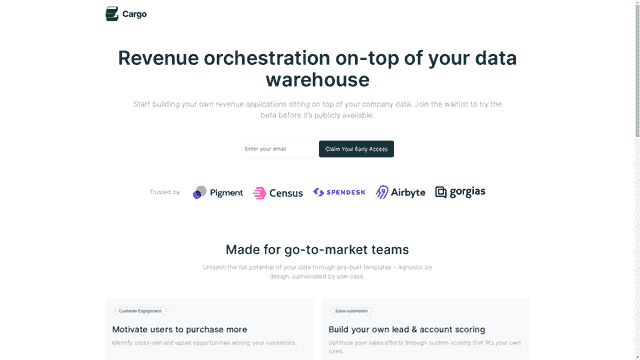 Cargo
Revenue orchestration on-top of your data
warehouse
Start building your own revenue applications sitting on top of your company data. Join the waitlist to try the
beta before it's publicly available.
Enter your email
Claim Your Early Access
Trusted by
Pigment
Census
SPENDESK
Airbyte
gorgias
Made for go-to-market teams
Unleash the full potential of your data through pre-built templates - Agnostic by
design, opinionated by use-case.
Customer Engagement
Motivate users to purchase more
Identify cross-sell and upsell opportunities among your customers.
Sales Automation
Build your own lead & account scoring
Optimize your sales efforts through custom scoring that fits your own
rules.